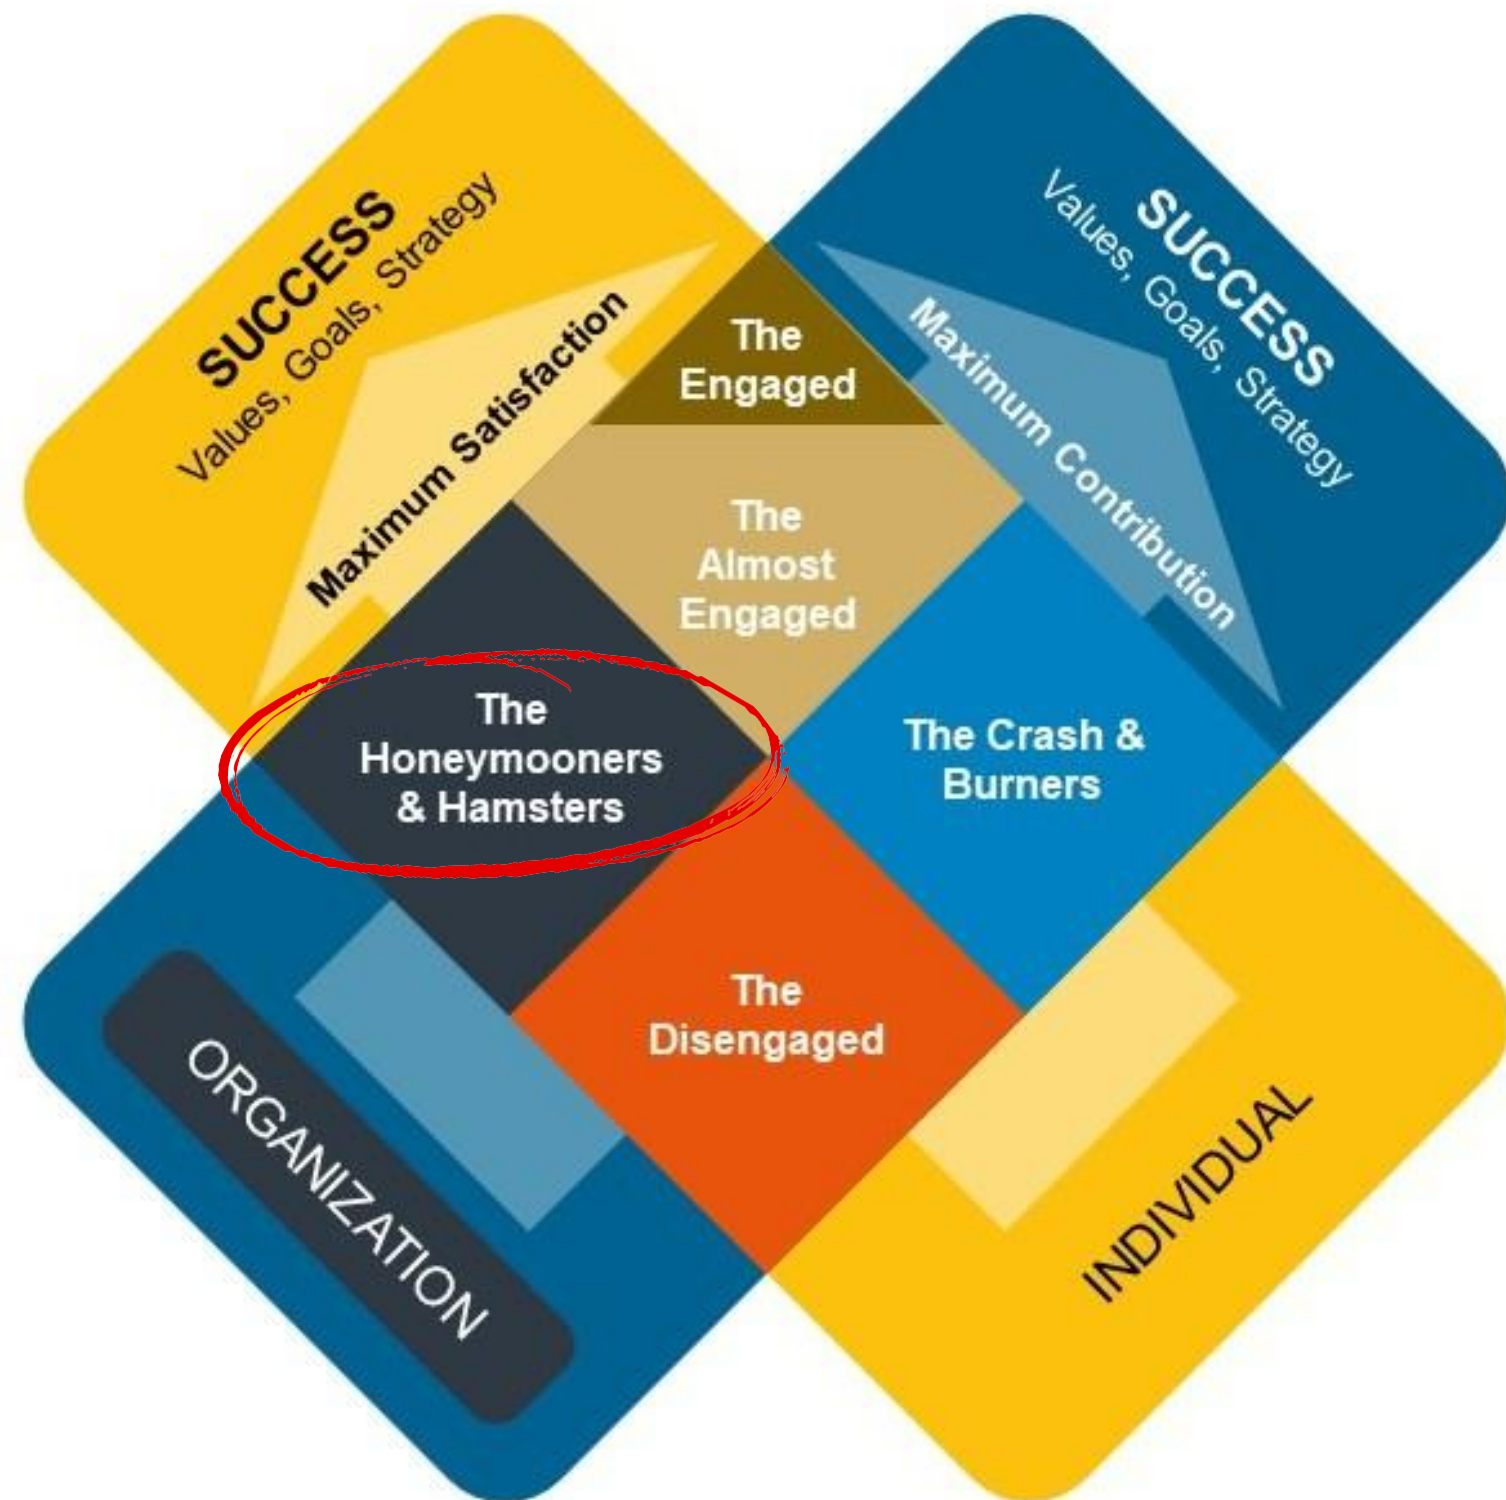 SUCCESS
Values, Goals, Strategy
Maximum Satisfaction
SUCCESS
Values, Goals, Strategy
Maximum Contribution
The
Engaged
The
Almost
Engaged
The
Honeymooners
& Hamsters
The Crash &
Burners
The
Disengaged
ORGANIZATION
INDIVIDUAL